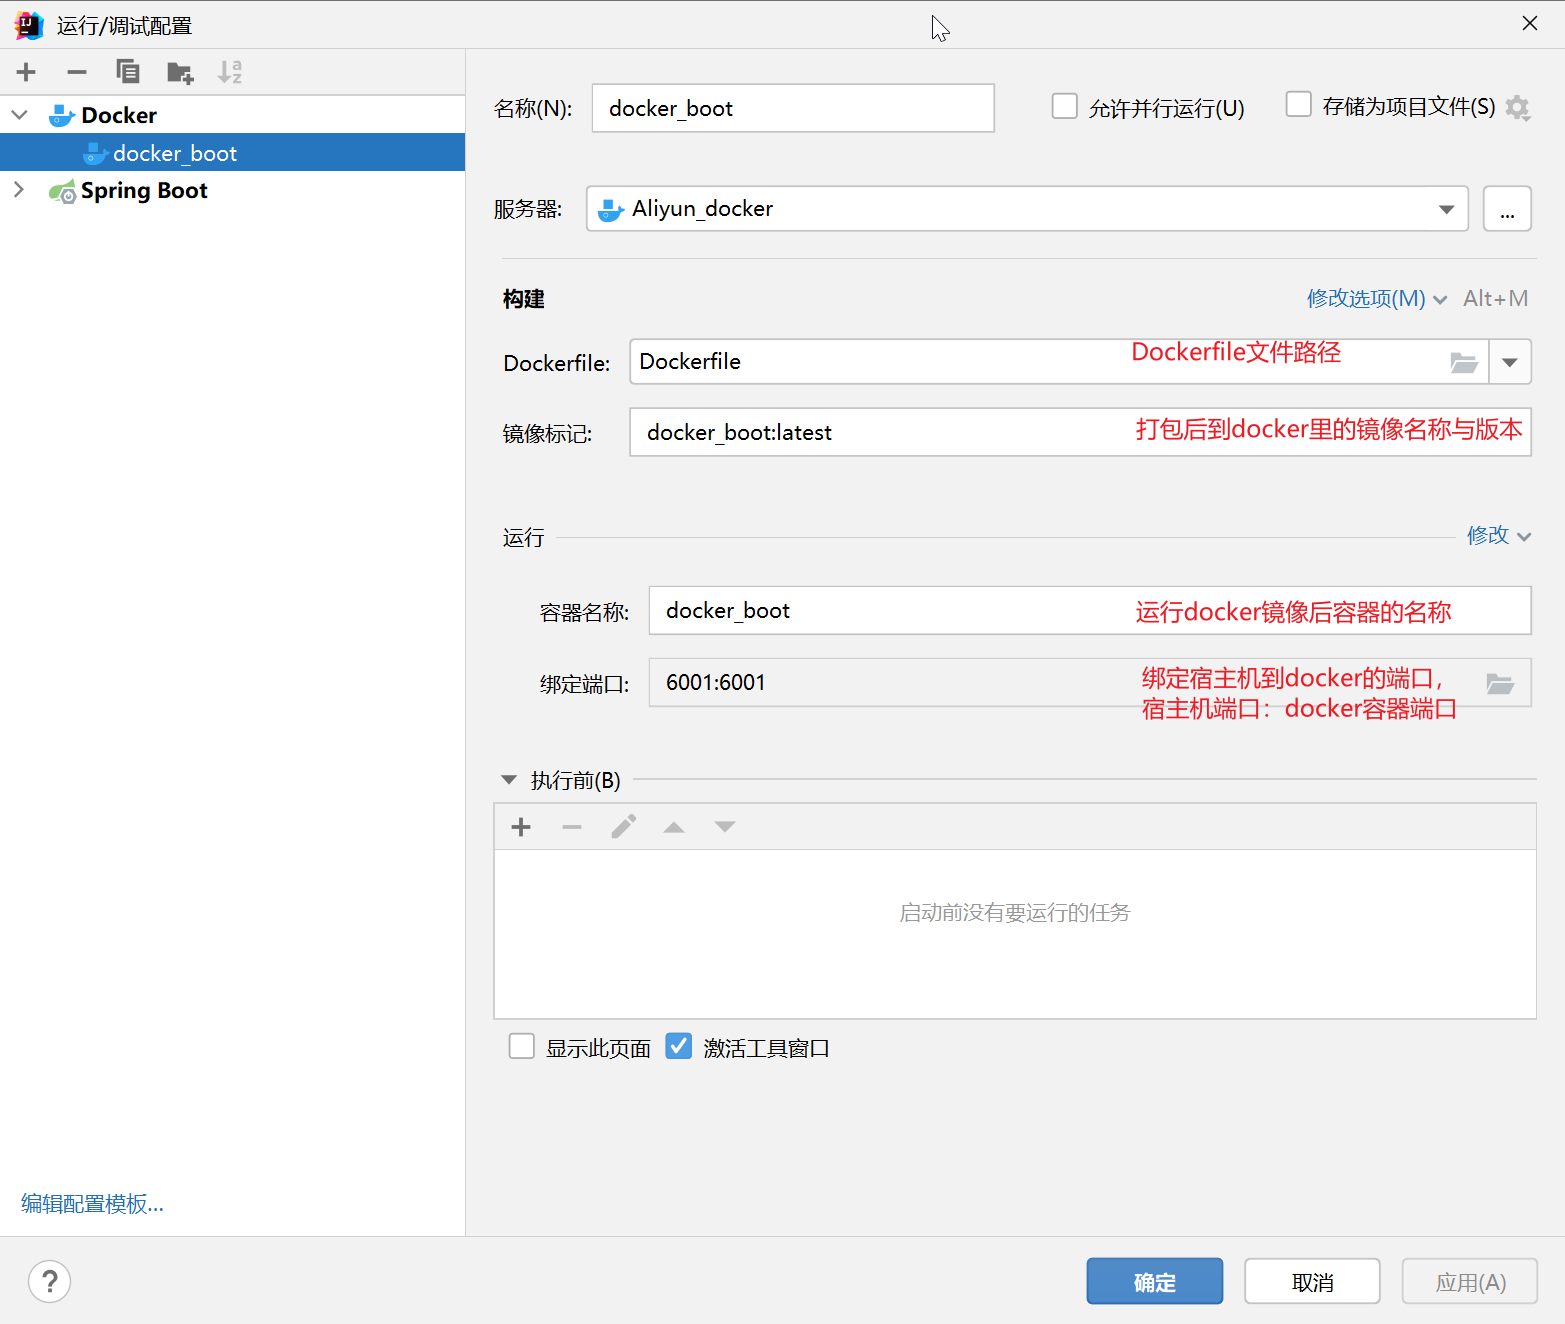 运行/调试配置
Docker
docker_boot
Spring Boot
编辑配置模板...
名称(N):
docker_boot
允许并行运行(U)
存储为项目文件(S)
服务器:
Aliyun_docker
...
构建
修改选项(M)
Alt+M
Dockerfile:
Dockerfile
Dockerfile文件路径
镜像标记:
docker_boot:latest
打包后到docker里的镜像名称与版本
运行
修改
容器名称:
docker_boot
运行docker镜像后容器的名称
绑定端口:
6001:6001
绑定宿主机到docker的端口，
宿主机端口：docker容器端口
执行前(B)
启动前没有要运行的任务
显示此页面
激活工具窗口
?
确定
取消
应用(A)